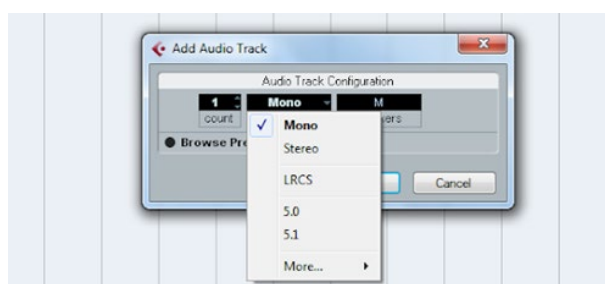 Add Audio Track
Audio Track Configuration
1 Mono M
count ers
Browse Pre
Mono
Stereo
LRCS
5.0
5.1
More...
Cancel